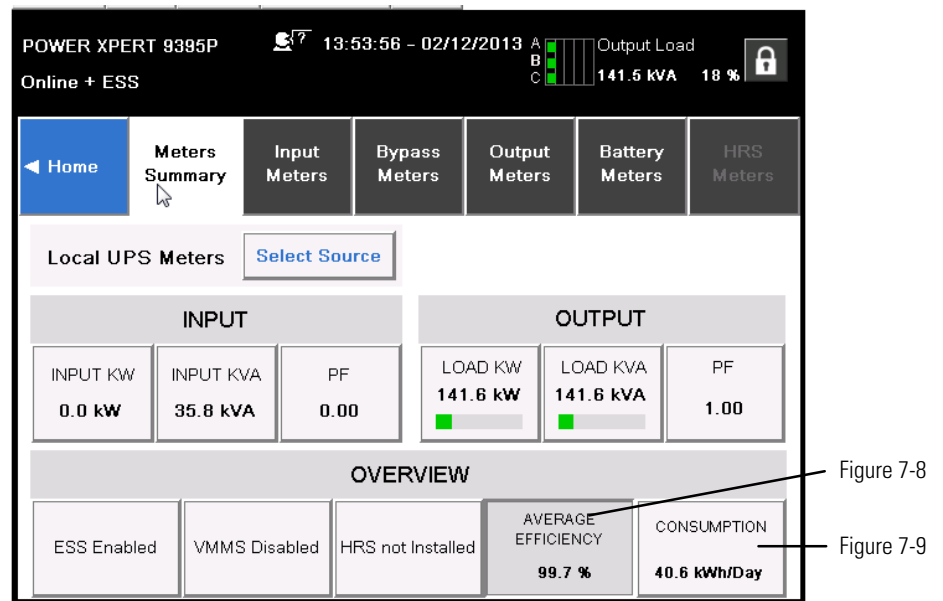 POWER XPERT 9395P
? 13:53:56 - 02/12/2013
Online + ESS
A
B
C
Output Load
141.5 kVA 18 %
Home
Meters
Summary
Input
Meters
Bypass
Meters
Output
Meters
Battery
Meters
HRS
Meters
Local UPS Meters
Select Source
INPUT
INPUT KW
0.0 kW
INPUT KVA
35.8 kVA
PF
0.00
OUTPUT
LOAD KW
141.6 kW
LOAD KVA
141.6 kVA
PF
1.00
OVERVIEW
ESS Enabled
VMMS Disabled
HRS not Installed
AVERAGE
EFFICIENCY
99.7 %
CONSUMPTION
40.6 kWh/Day
Figure 7-8
Figure 7-9